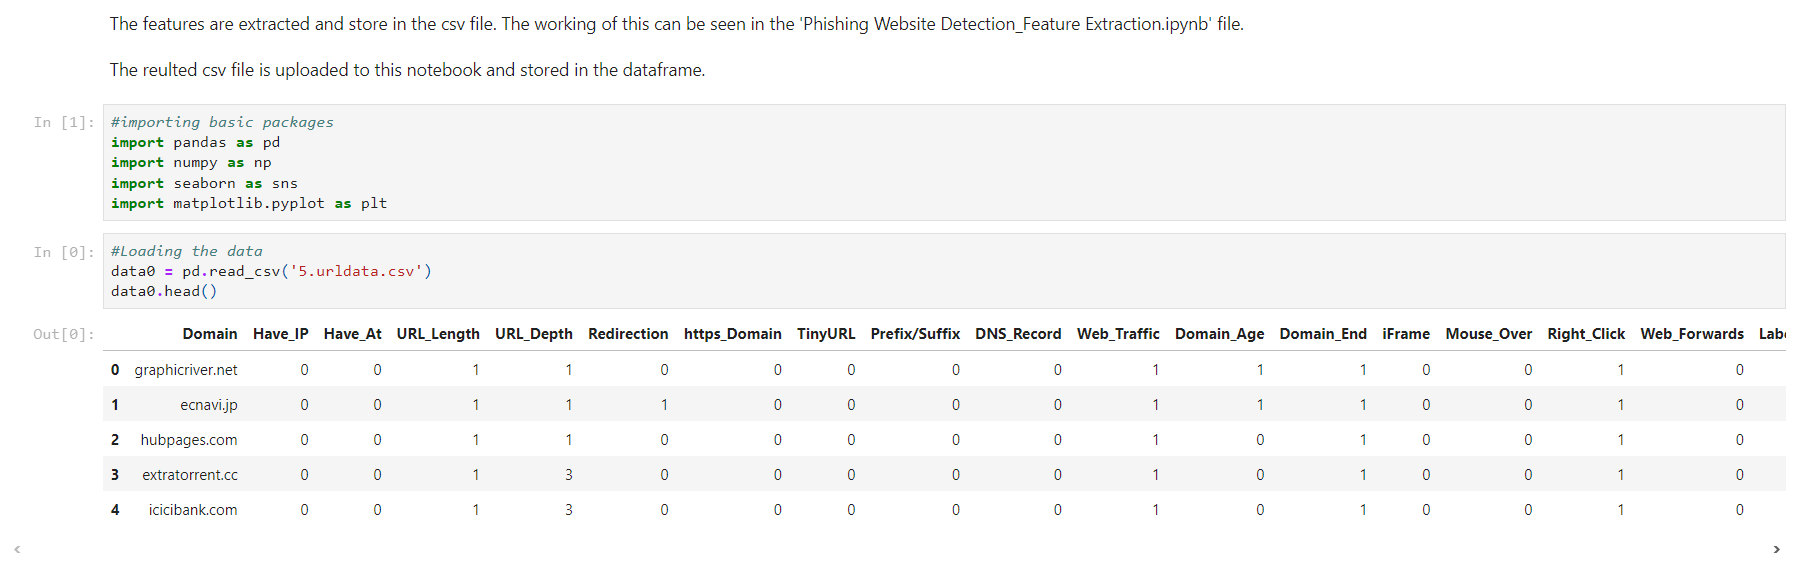 The features are extracted and store in the csv file. The working of this can be seen in the 'Phishing Website Detection_Feature Extraction.ipynb' file.
The reulted csv file is uploaded to this notebook and stored in the dataframe.
In [1]: #importing basic packages
import pandas as pd
import numpy as np
import seaborn as sns
import matplotlib.pyplot as plt
In [0]: #Loading the data
data0 = pd.read_csv('5.urldata.csv')
data0.head()
Out[0]: Domain Have_IP Have_At URL_Length URL_Depth Redirection https_Domain TinyURL Prefix/Suffix DNS_Record Web_Traffic Domain_Age Domain_End iFrame Mouse_Over Right_Click Web_Forwards Lab
0 graphicriver.net 0 0 1 1 0 0 0 0 0 1 1 1 0 0 1 0
1 ecnavi.jp 0 0 1 1 1 0 0 0 0 1 1 1 0 0 1 0
2 hubpages.com 0 0 1 1 0 0 0 0 0 1 0 1 0 0 1 0
3 extratorrent.cc 0 0 1 3 0 0 0 0 0 1 0 1 0 0 1 0
4 icicibank.com 0 0 1 3 0 0 0 0 0 1 0 1 0 0 1 0